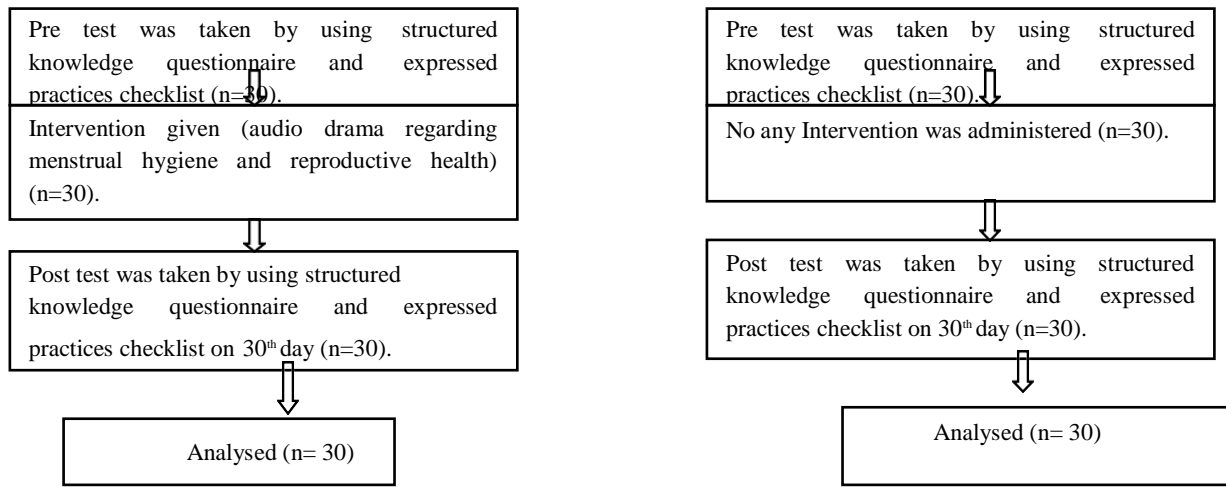 Pre test was taken by using structured
knowledge questionnaire and expressed
practices checklist (n=30).
Intervention given (audio drama regarding
menstrual hygiene and reproductive health)
(n=30).
Post test was taken by using structured
knowledge questionnaire and expressed
practices checklist on 30th day (n=30).
Analysed (n= 30)
Pre test was taken by using structured
knowledge questionnaire and expressed
practices checklist (n=30).
No any Intervention was administered (n=30).
Post test was taken by using structured
knowledge questionnaire and expressed
practices checklist on 30th day (n=30).
Analysed (n= 30)